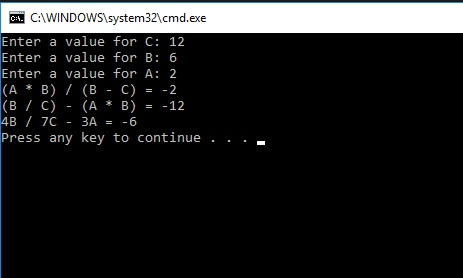 C:\WINDOWS\system32\cmd.exe
Enter a value for C: 12
Enter a value for B: 6
Enter a value for A: 2
(A * B) / (B - C) = -2
(B / C) - (A * B) = -12
4B / 7C - 3A = -6
Press any key to continue . . .